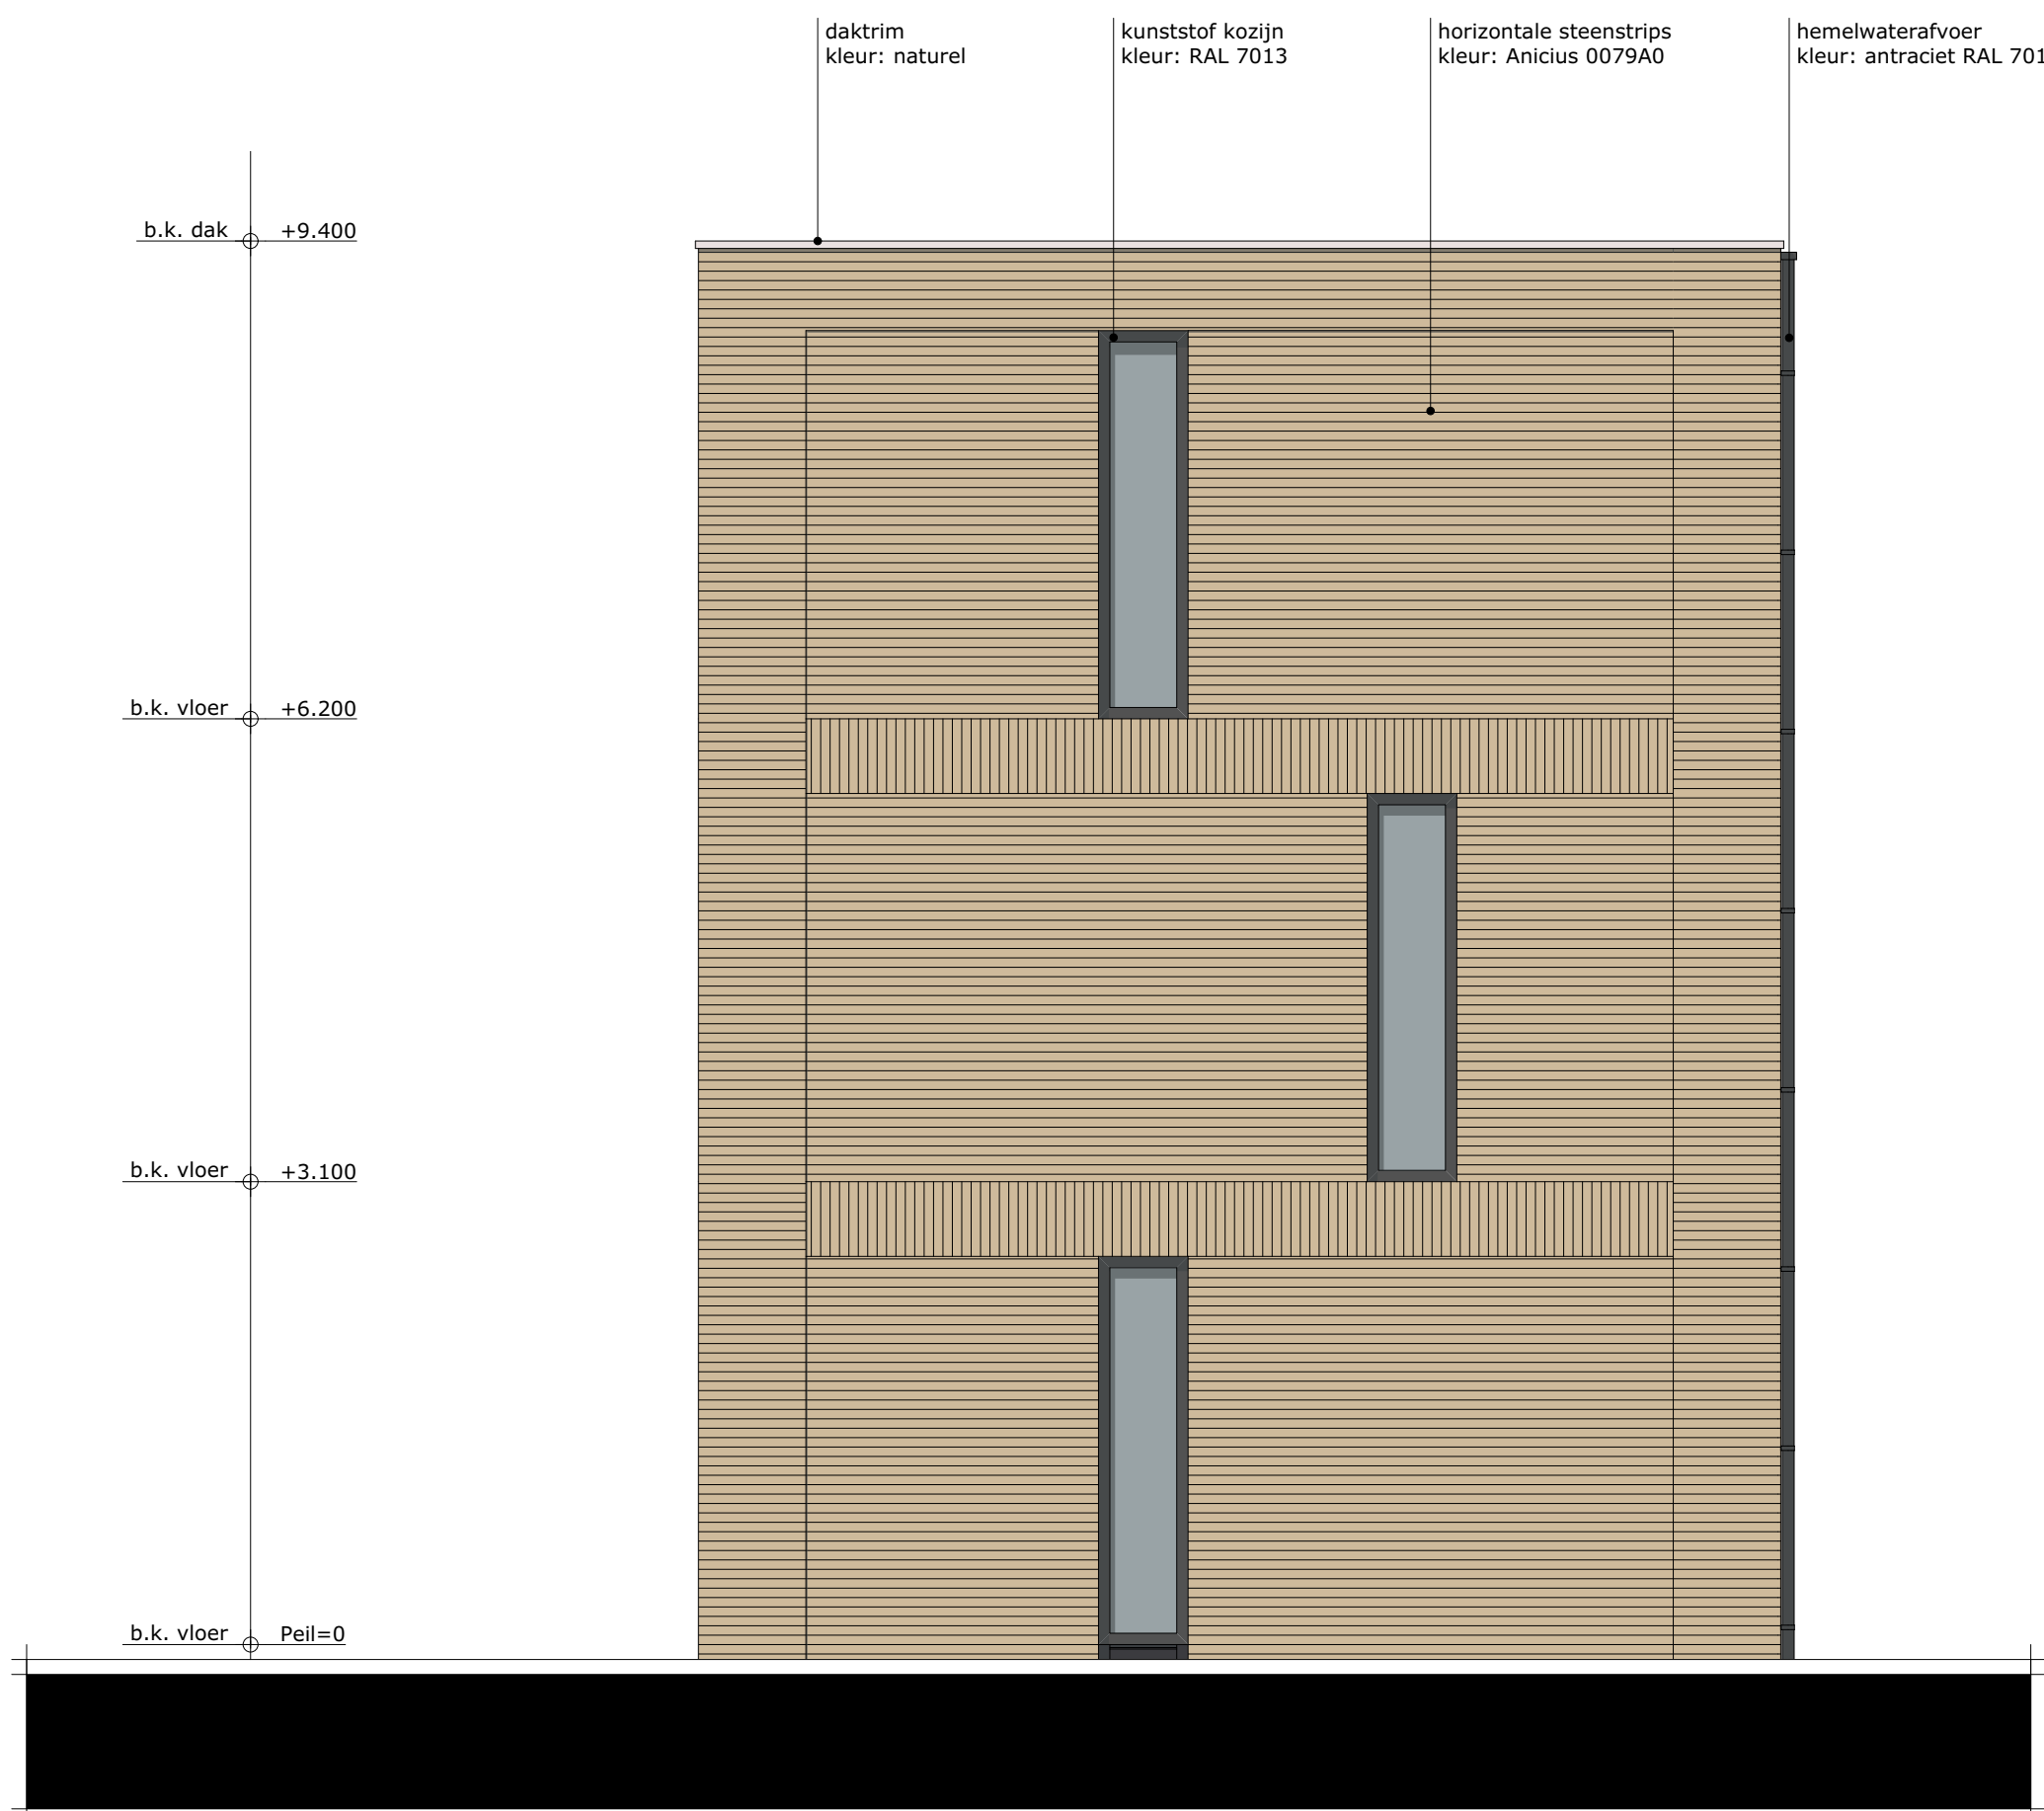 daktrim
kleur: naturel
kunststof kozijn
kleur: RAL 7013
horizontale steenstrips
kleur: Anicius 0079A0
hemelwaterafvoer
kleur: antraciet RAL
b.k. dak +9.400
b.k. vloer +6.200
b.k. vloer +3.100
b.k. vloer Peil=0